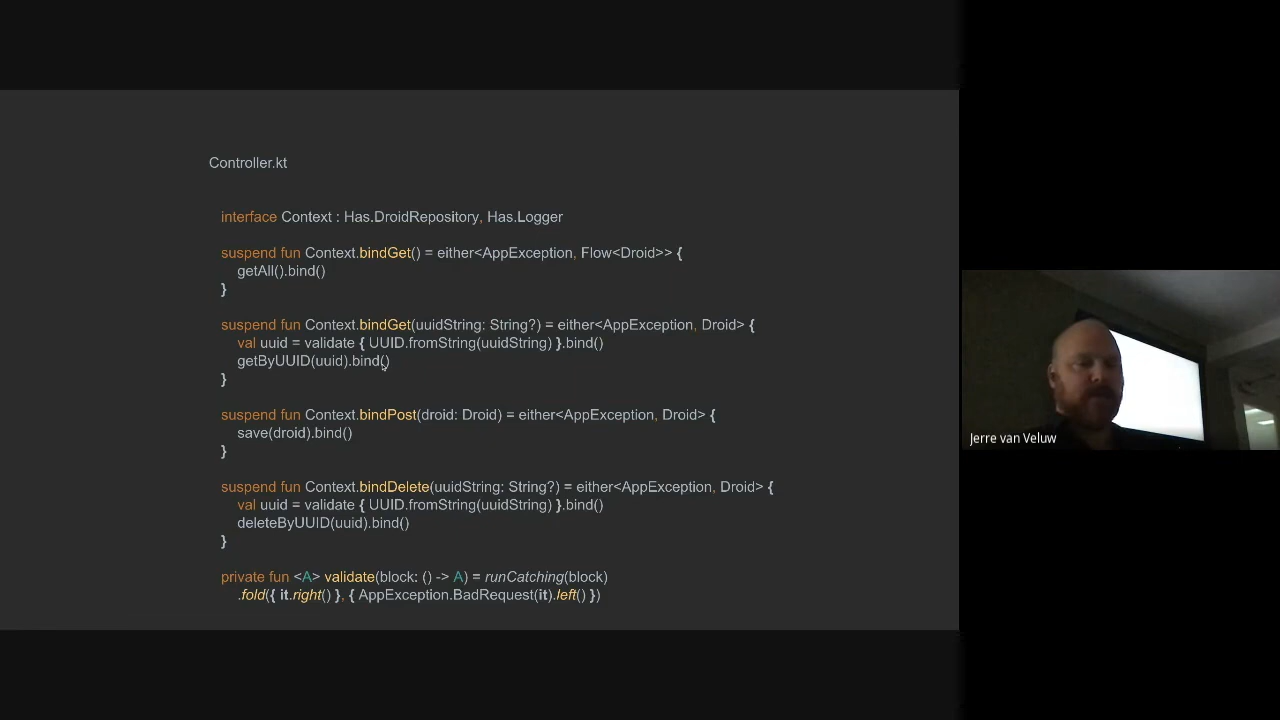 Controller.kt
interface Context : Has.DroidRepository, Has.Logger
suspend fun Context.bindGet() = either<AppException, Flow<Droid>> {
getAll().bind()
}
suspend fun Context.bindGet(uuidString: String?) = either<AppException, Droid> {
val uuid = validate { UUID.fromString(uuidString) }.bind()
getByUUID(uuid).bind()
}
suspend fun Context.bindPost(droid: Droid) = either<AppException, Droid> {
save(droid).bind()
}
suspend fun Context.bindDelete(uuidString: String?) = either<AppException, Droid> {
val uuid = validate { UUID.fromString(uuidString) }.bind()
deleteByUUID(uuid).bind()
}
private fun <A> validate(block: () -> A) = runCatching(block)
.fold({ it.right() }, { AppException.BadRequest(it).left() })
Jerre van Veluw